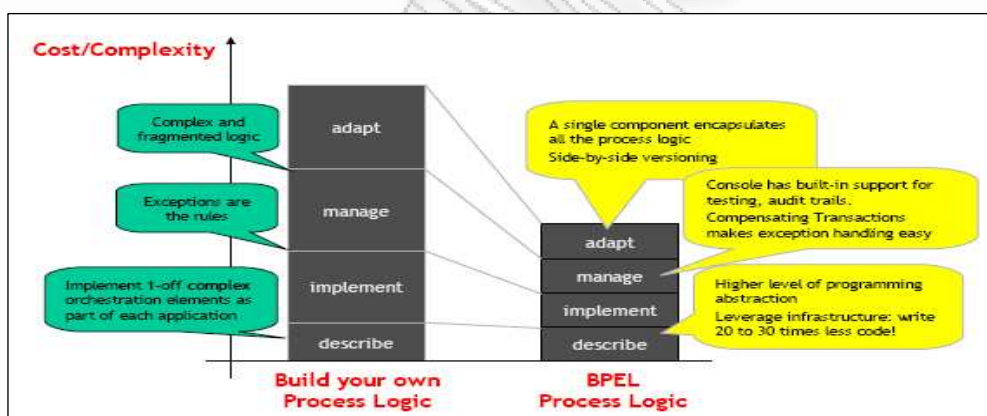 Cost/Complexity
Complex and
fragmented logic
Exceptions are
the rules
Implement 1-off complex
orchestration elements as
part of each application
adapt
manage
implement
describe
Build your own
Process Logic
A single component encapsulates
all the process logic
Side-by-side versioning
Console has built-in support for
testing, audit trails.
Compensating Transactions
makes exception handling easy
Higher level of programming
abstraction
Leverage infrastructure: write
20 to 30 times less code!
adapt
manage
implement
describe
BPEL
Process Logic